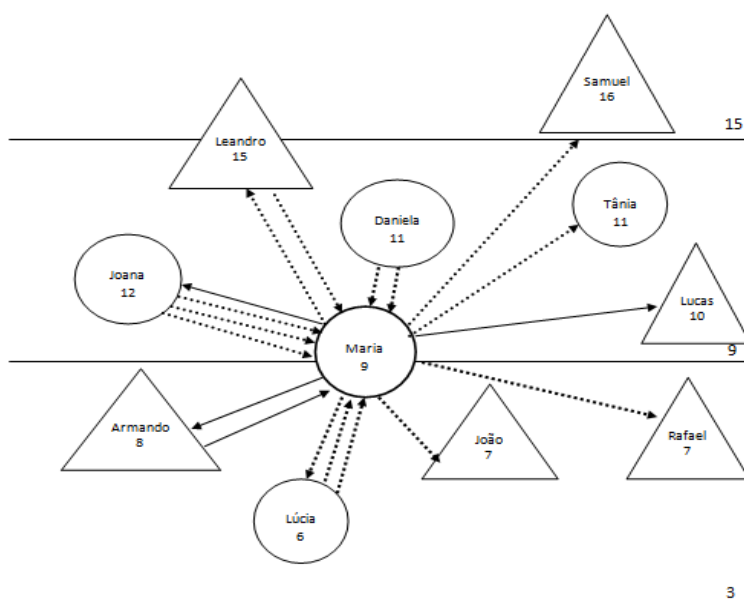 Samuel
16
15
Leandro
15
Daniela
11
Tânia
11
Joana
12
Lucas
10
Maria
9
9
Armando
8
João
7
Rafael
7
Lúcia
6
3